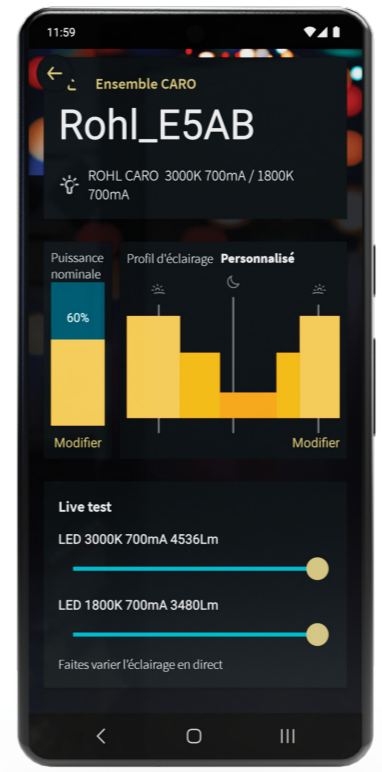 11:59
Ensemble CARO
Rohl_E5AB
ROHL CARO 3000K 700mA / 1800K
700mA
Puissance
nominale
60%
Modifier
Profil d'éclairage Personnalisé
Modifier
Live test
LED 3000K 700mA 4536Lm
LED 1800K 700mA 3480Lm
Faites varier l'éclairage en direct